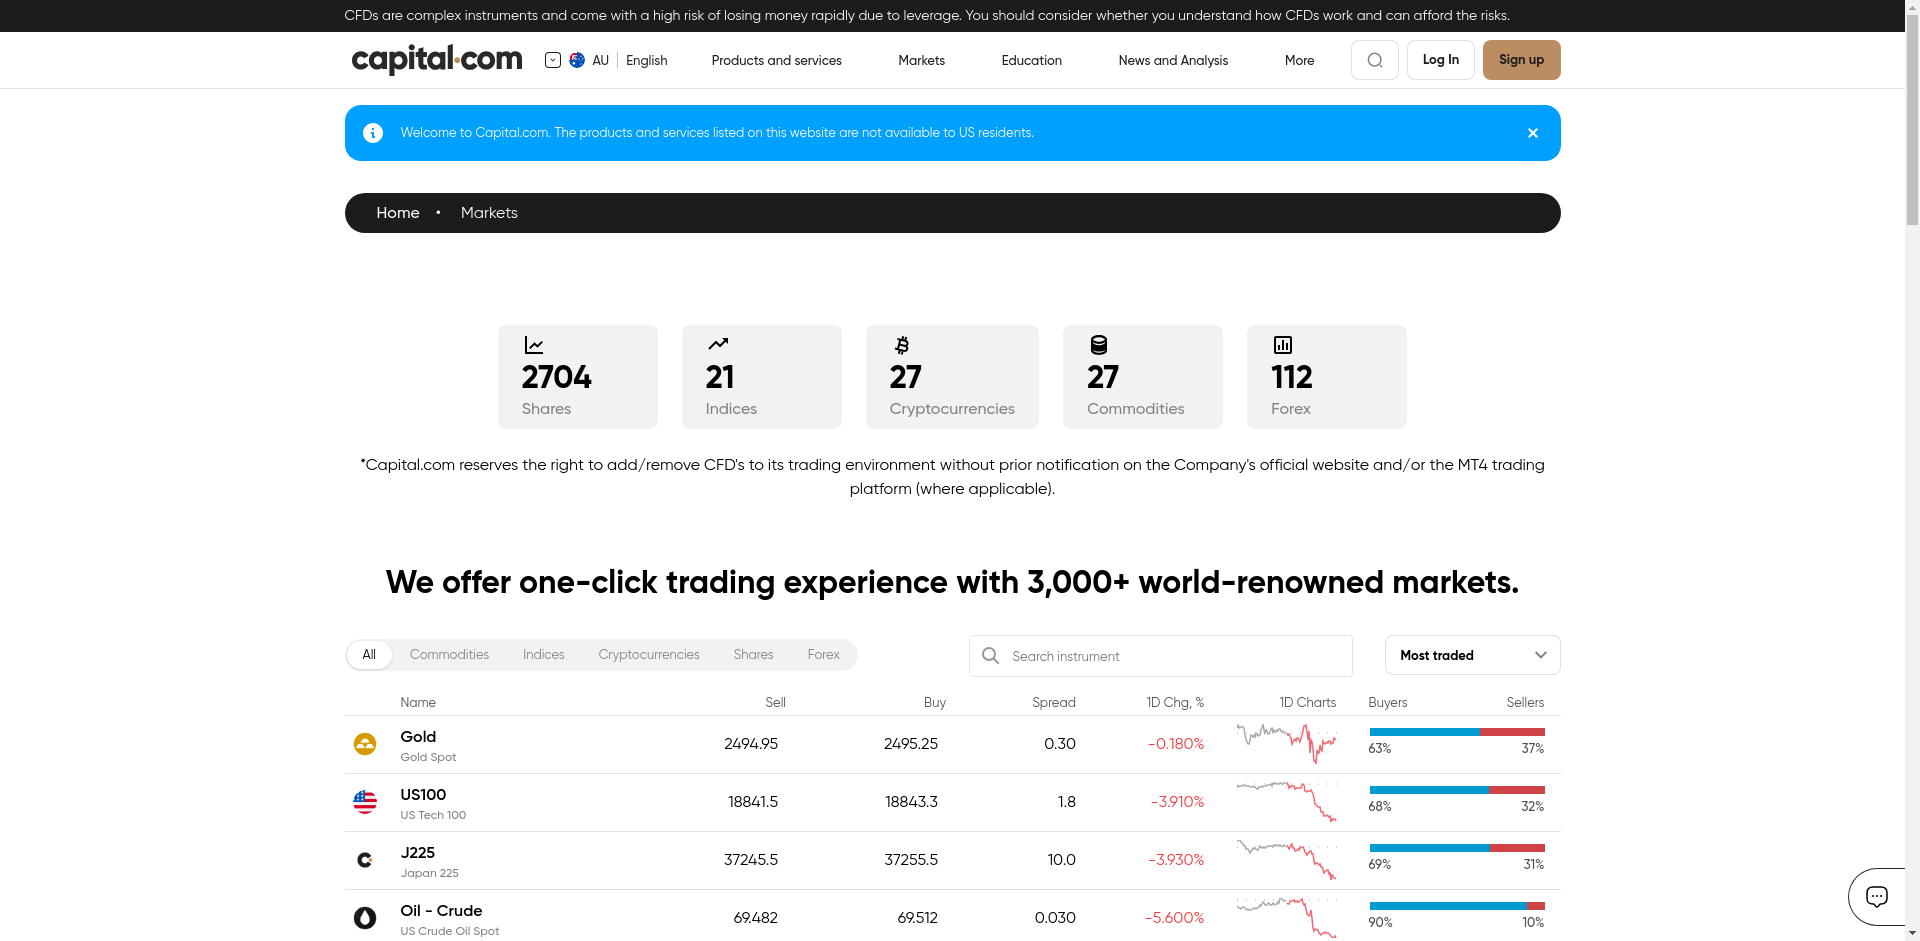 CFDs are complex instruments and come with a high risk of losing money rapidly due to leverage. You should consider whether you understand how CFDs work and can afford the risks.
capital.com AU English Products and services Markets Education News and Analysis More Log In Sign up
Welcome to Capital.com. The products and services listed on this website are not available to US residents.
Home • Markets
2704 21 27 27 112
Shares Indices Cryptocurrencies Commodities Forex
*Capital.com reserves the right to add/remove CFD's to its trading environment without prior notification on the Company's official website and/or the MT4 trading
platform (where applicable).
We offer one-click trading experience with 3,000+ world-renowned markets.
All Commodities Indices Cryptocurrencies Shares Forex Search instrument Most traded
Name Sell Buy Spread 1D Chg, % 1D Charts Buyers Sellers
Gold 2494.95 2495.25 0.30 -0.180% 63% 37%
Gold Spot
US100 18841.5 18843.3 1.8 -3.910% 68% 32%
US Tech 100
J225 37245.5 37255.5 10.0 -3.930% 69% 31%
Japan 225
Oil - Crude 69.482 69.512 0.030 -5.600% 90% 10%
US Crude Oil Spot